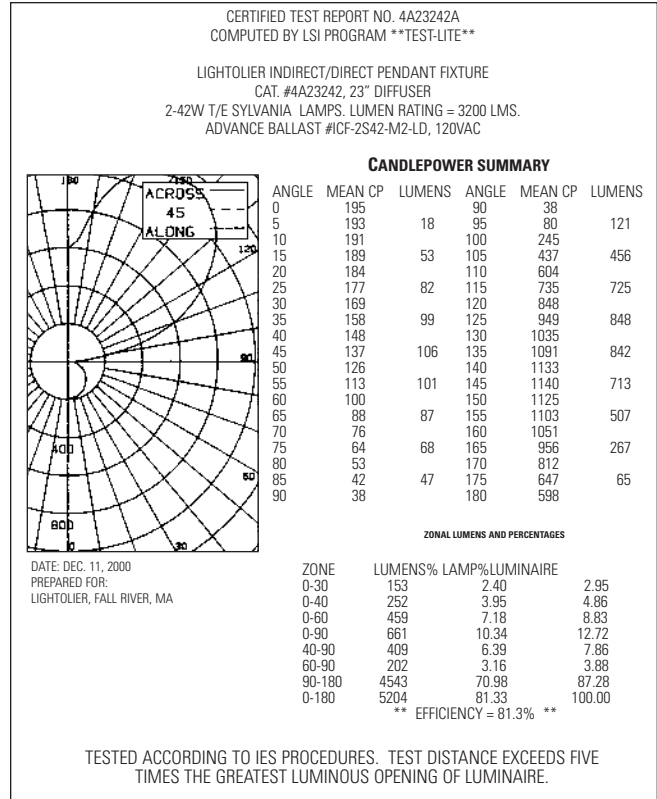 CERTIFIED TEST REPORT NO. 4A23242A
COMPUTED BY LSI PROGRAM **TEST-LITE**
LIGHTOLIER INDIRECT/DIRECT PENDANT FIXTURE
CAT. #4A23242, 23" DIFFUSER
2-42W T/E SYLVANIA LAMPS. LUMEN RATING = 3200 LMS.
ADVANCE BALLAST #ICF-2S42-M2-LD, 120VAC
180 150
ACROSS
45
ALONG
120
90
400
60
800
0 30
DATE: DEC. 11, 2000
PREPARED FOR:
LIGHTOLIER, FALL RIVER, MA
CANDLEPOWER SUMMARY
ANGLE MEAN CP LUMENS ANGLE MEAN CP LUMENS
0 195 90 38
5 193 18 95 80 121
10 191 100 245
15 189 53 105 437 456
20 184 110 604
25 177 82 115 735 725
30 169 120 848
35 158 99 125 949 848
40 148 130 1035
45 137 106 135 1091 842
50 126 140 1133
55 113 101 145 1140 713
60 100 150 1125
65 88 87 155 1103 507
70 76 160 1051
75 64 68 165 956 267
80 53 170 812
85 42 47 175 647 65
90 38 180 598
ZONAL LUMENS AND PERCENTAGES
ZONE LUMENS% LAMP%LUMINAIRE
0-30 153 2.40 2.95
0-40 252 3.95 4.86
0-60 459 7.18 8.83
0-90 661 10.34 12.72
40-90 409 6.39 7.86
60-90 202 3.16 3.88
90-180 4543 70.98 87.28
0-180 5204 81.33 100.00
** EFFICIENCY = 81.3% **
TESTED ACCORDING TO IES PROCEDURES. TEST DISTANCE EXCEEDS FIVE
TIMES THE GREATEST LUMINOUS OPENING OF LUMINAIRE.